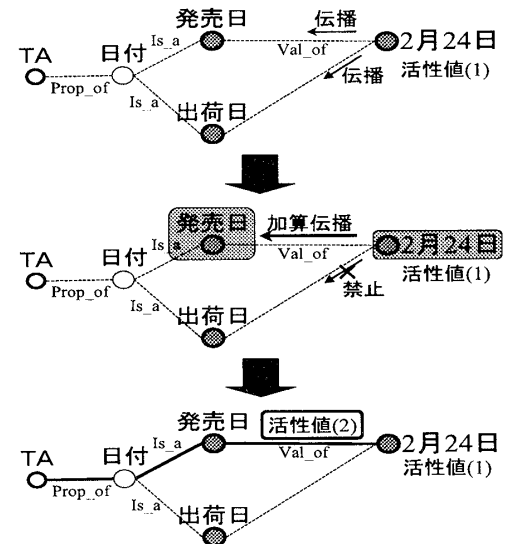 発売日
伝播
Is_a
Val_of
2月24日
活性値(1)
TA
日付
伝播
Prop_of
Is_a
出荷日
発売日
加算伝播
Is_a
Val_of
2月24日
活性値(1)
TA
日付
禁止
Prop_of
Is_a
出荷日
発売日
活性値(2)
Is_a
Val_of
2月24日
活性値(1)
TA
日付
Prop_of
Is_a
出荷日